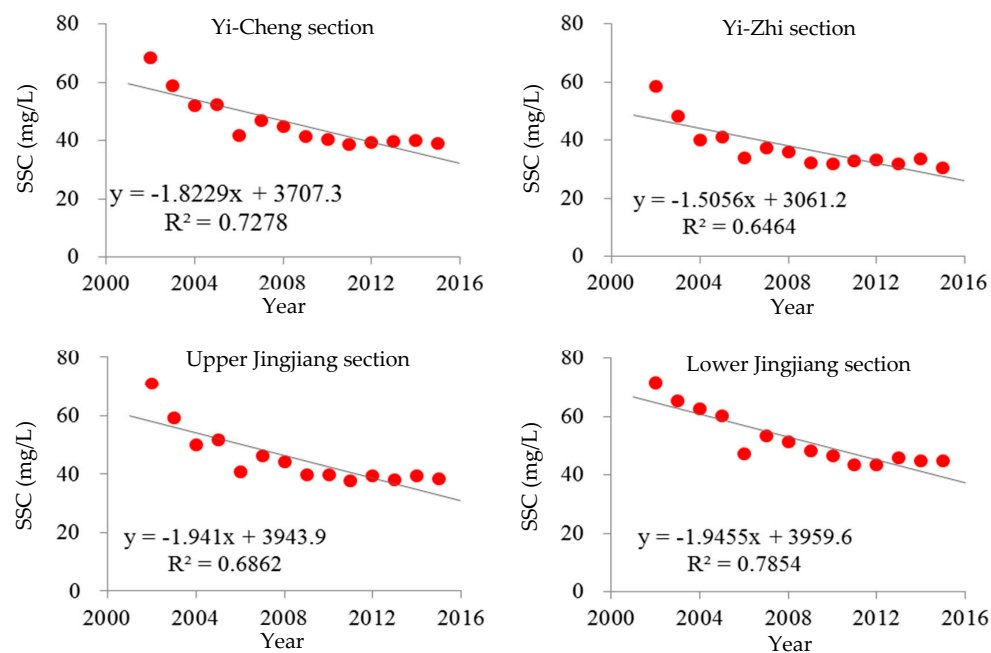 Yi-Cheng section
80
60
40
20
0
SSC (mg/L)
y = -1.8229x + 3707.3
R² = 0.7278
2000 2004 2008 2012 2016
Year
Yi-Zhi section
80
60
40
20
0
SSC (mg/L)
y = -1.5056x + 3061.2
R² = 0.6464
2000 2004 2008 2012 2016
Year
Upper Jingjiang section
80
60
40
20
0
SSC (mg/L)
y = -1.941x + 3943.9
R² = 0.6862
2000 2004 2008 2012 2016
Year
Lower Jingjiang section
80
60
40
20
0
SSC (mg/L)
y = -1.9455x + 3959.6
R² = 0.7854
2000 2004 2008 2012 2016
Year